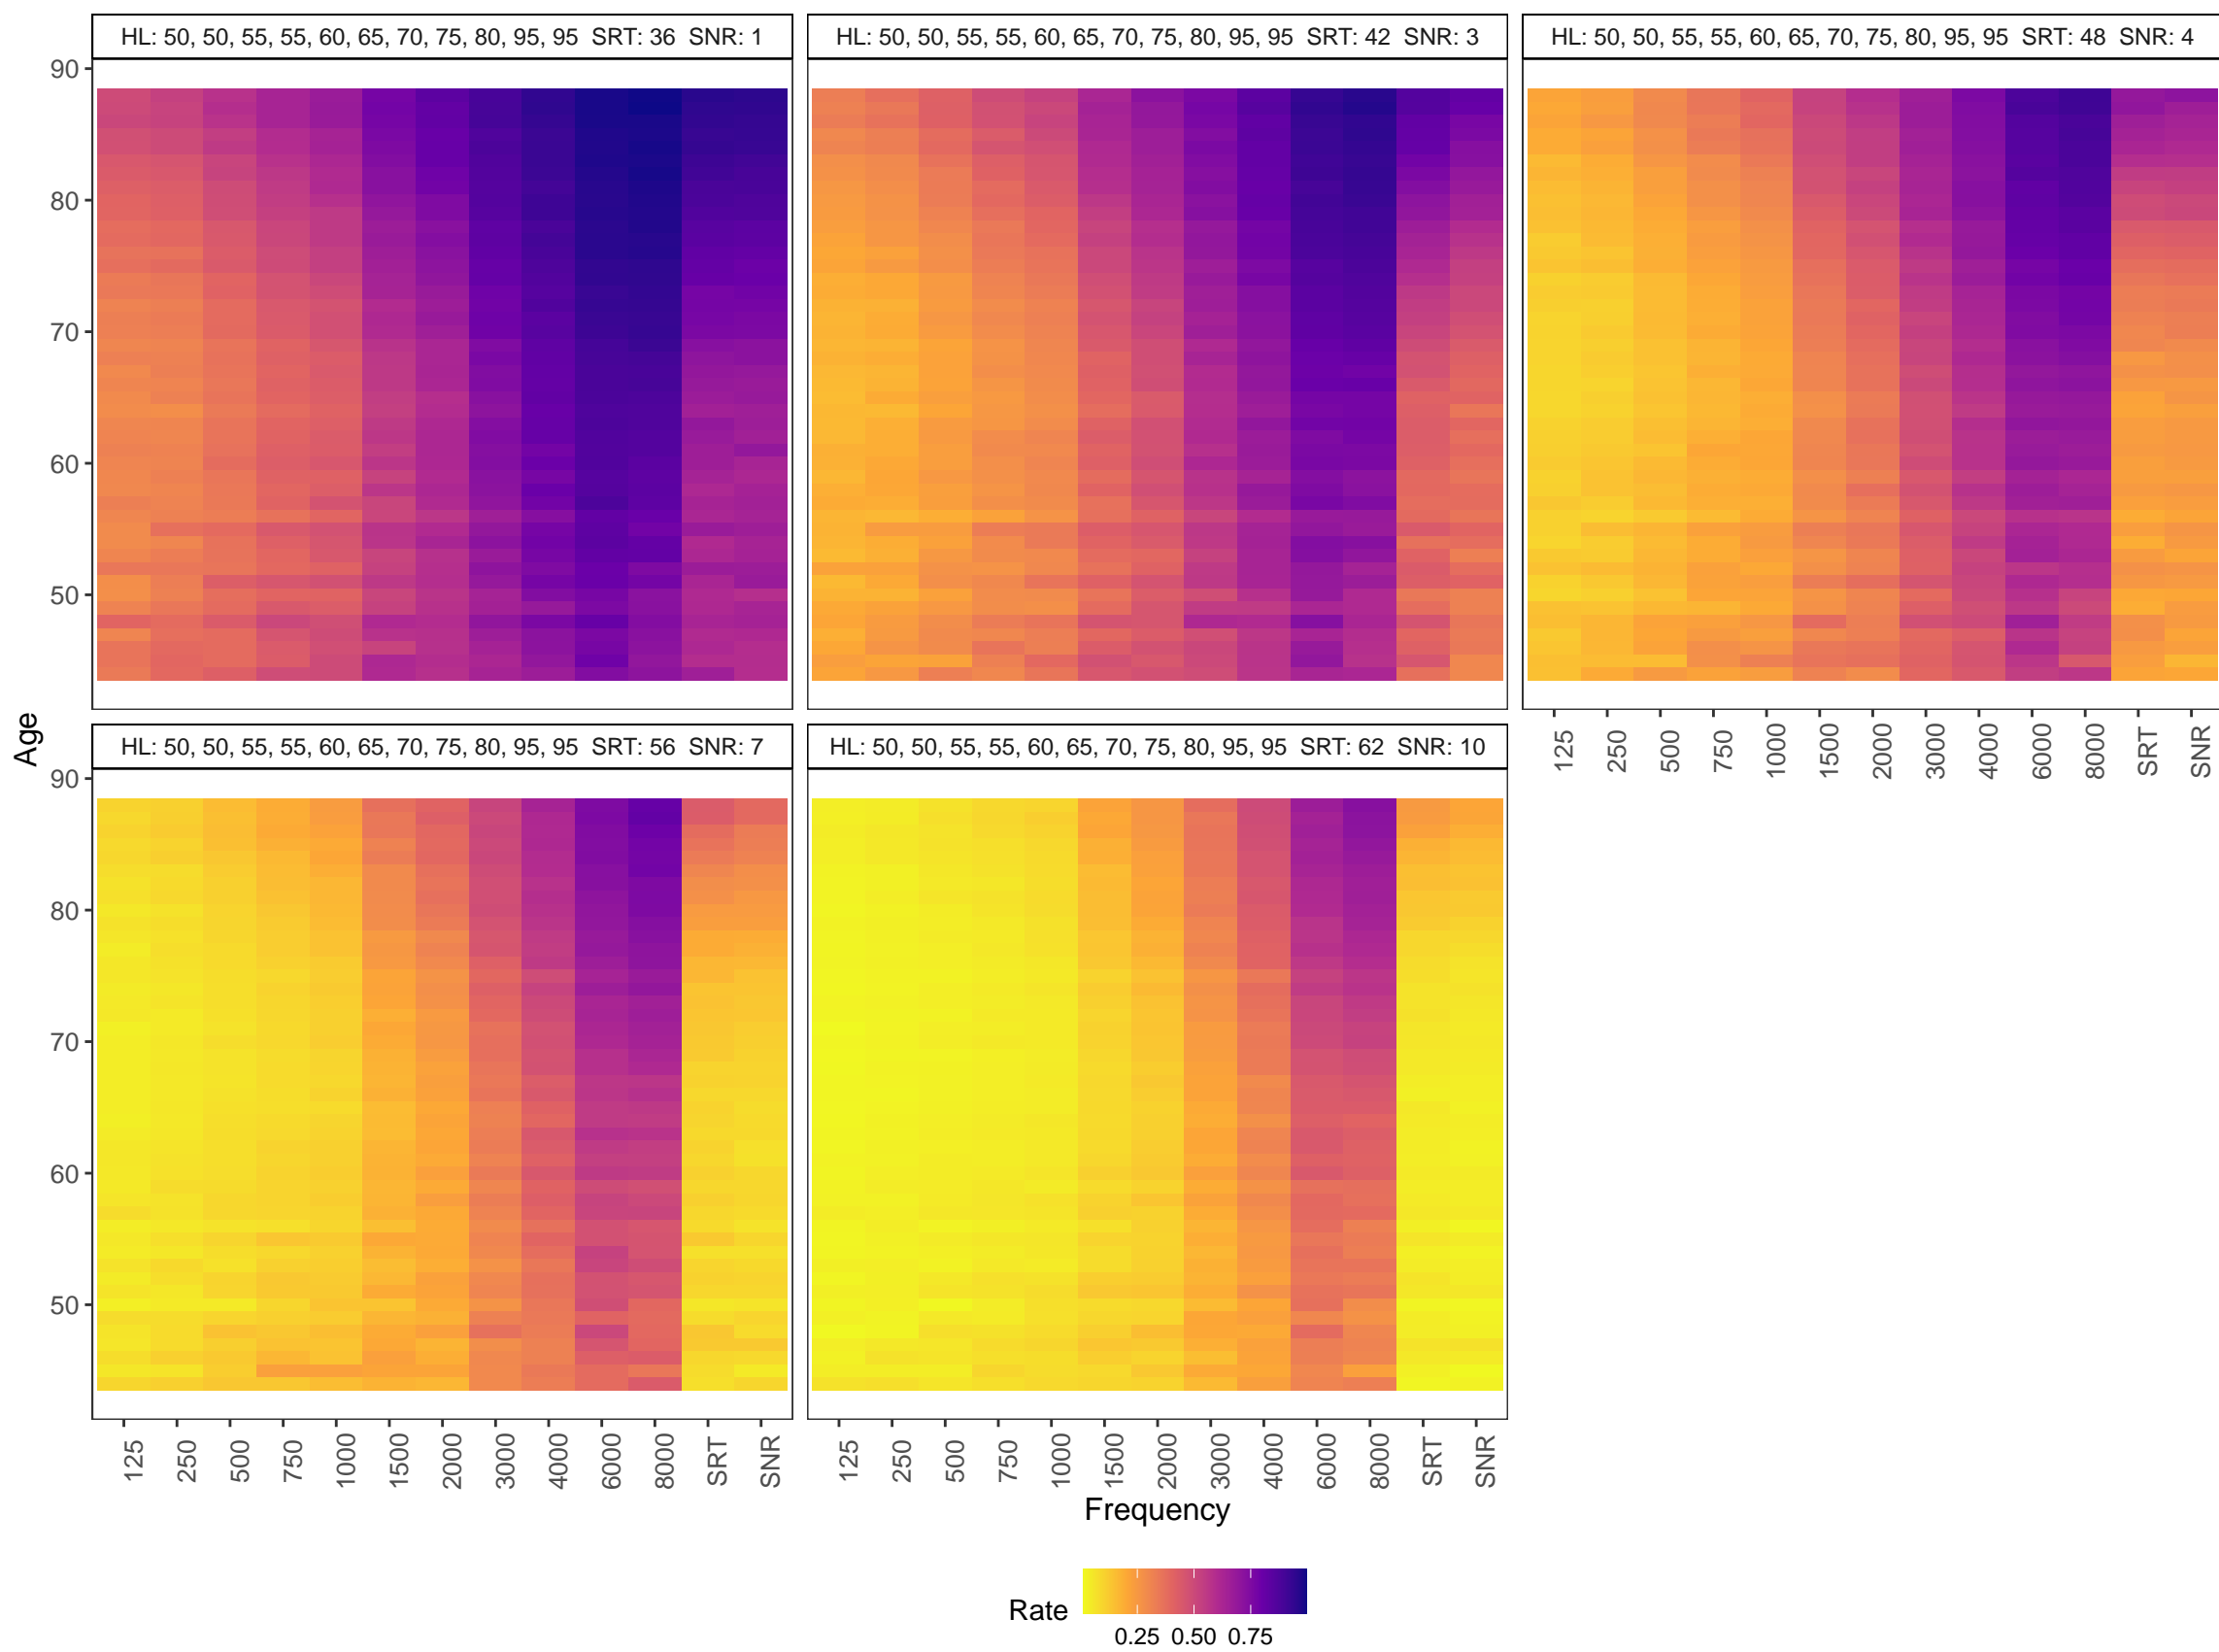 HL: 50, 50, 55, 55, 60, 65, 70, 75, 80, 95, 95 SRT: 36 SNR: 1
HL: 50, 50, 55, 55, 60, 65, 70, 75, 80, 95, 95 SRT: 42 SNR: 3
HL: 50, 50, 55, 55, 60, 65, 70, 75, 80, 95, 95 SRT: 48 SNR: 4
90
80
70
60
50
125 250 500 750 1000 1500 2000 3000 4000 6000 8000 SRT SNR
Age
HL: 50, 50, 55, 55, 60, 65, 70, 75, 80, 95, 95 SRT: 56 SNR: 7
HL: 50, 50, 55, 55, 60, 65, 70, 75, 80, 95, 95 SRT: 62 SNR: 10
90
80
70
60
50
125 250 500 750 1000 1500 2000 3000 4000 6000 8000 SRT SNR
125 250 500 750 1000 1500 2000 3000 4000 6000 8000 SRT SNR
Frequency
Rate
0.25 0.50 0.75